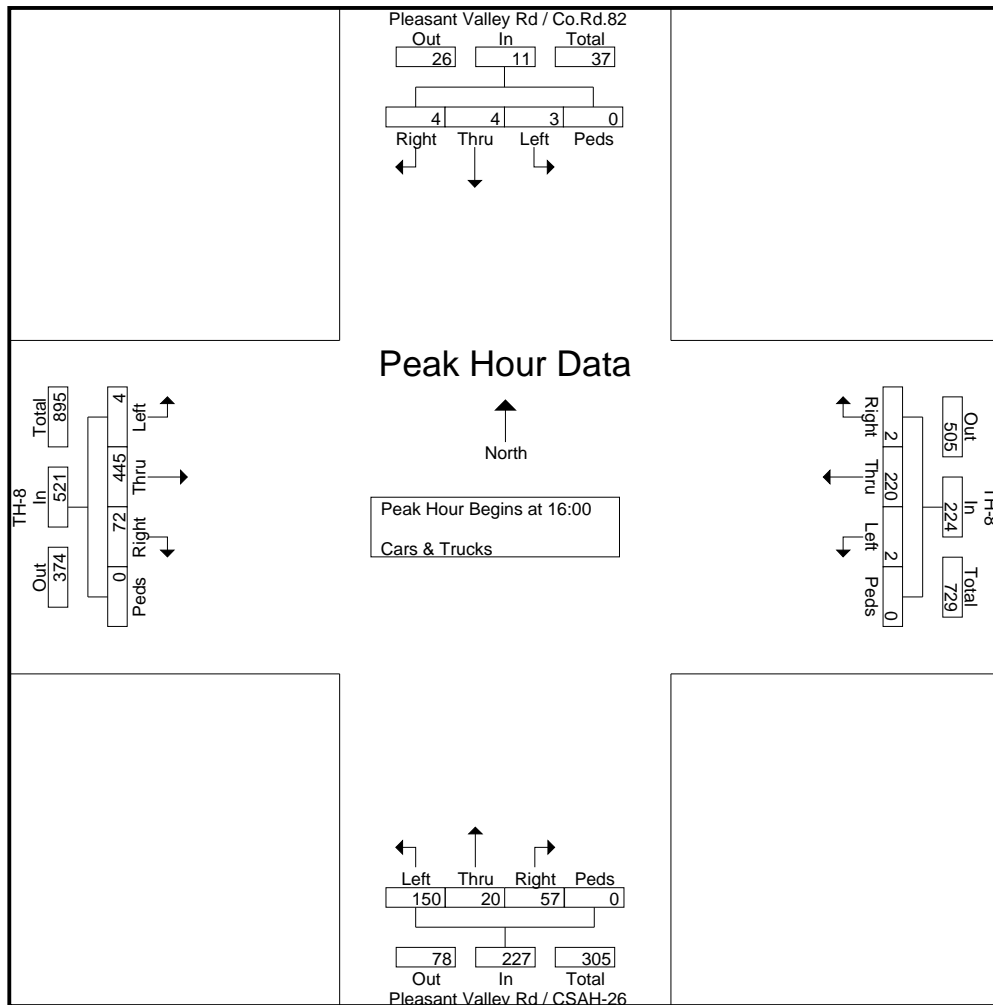 Pleasant Valley Rd / Co.Rd.82
Out In Total
26 11 37
4 4 3 0
Right Thru Left Peds
Peak Hour Data
North
Peak Hour Begins at 16:00
Cars & Trucks
TH-8
Total In Out
895 521 374
4 445 72 0
Left Thru Right Peds
Right Thru Left Peds
2 220 2 0
Out In Total
505 224 729
TH-8
Left Thru Right Peds
150 20 57 0
78 227 305
Out In Total
Pleasant Valley Rd / CSAH-26